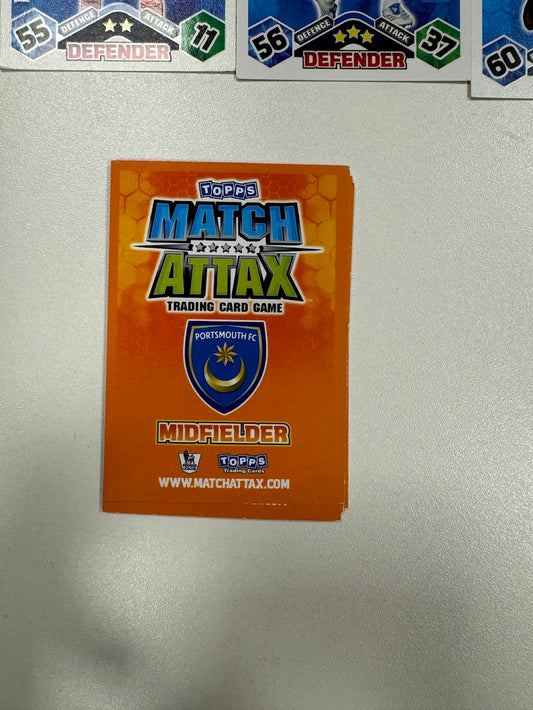 55
DEFENCE
ATTACK
11
DEFENDER
56
DEFENCE
ATTACK
37
DEFENDER
60
TOPPS
MATCH
ATTAX
TRADING CARD GAME
PORTSMOUTH FC
MIDFIELDER
TOPPS
Trading Cards
WWW.MATCHATTAX.COM